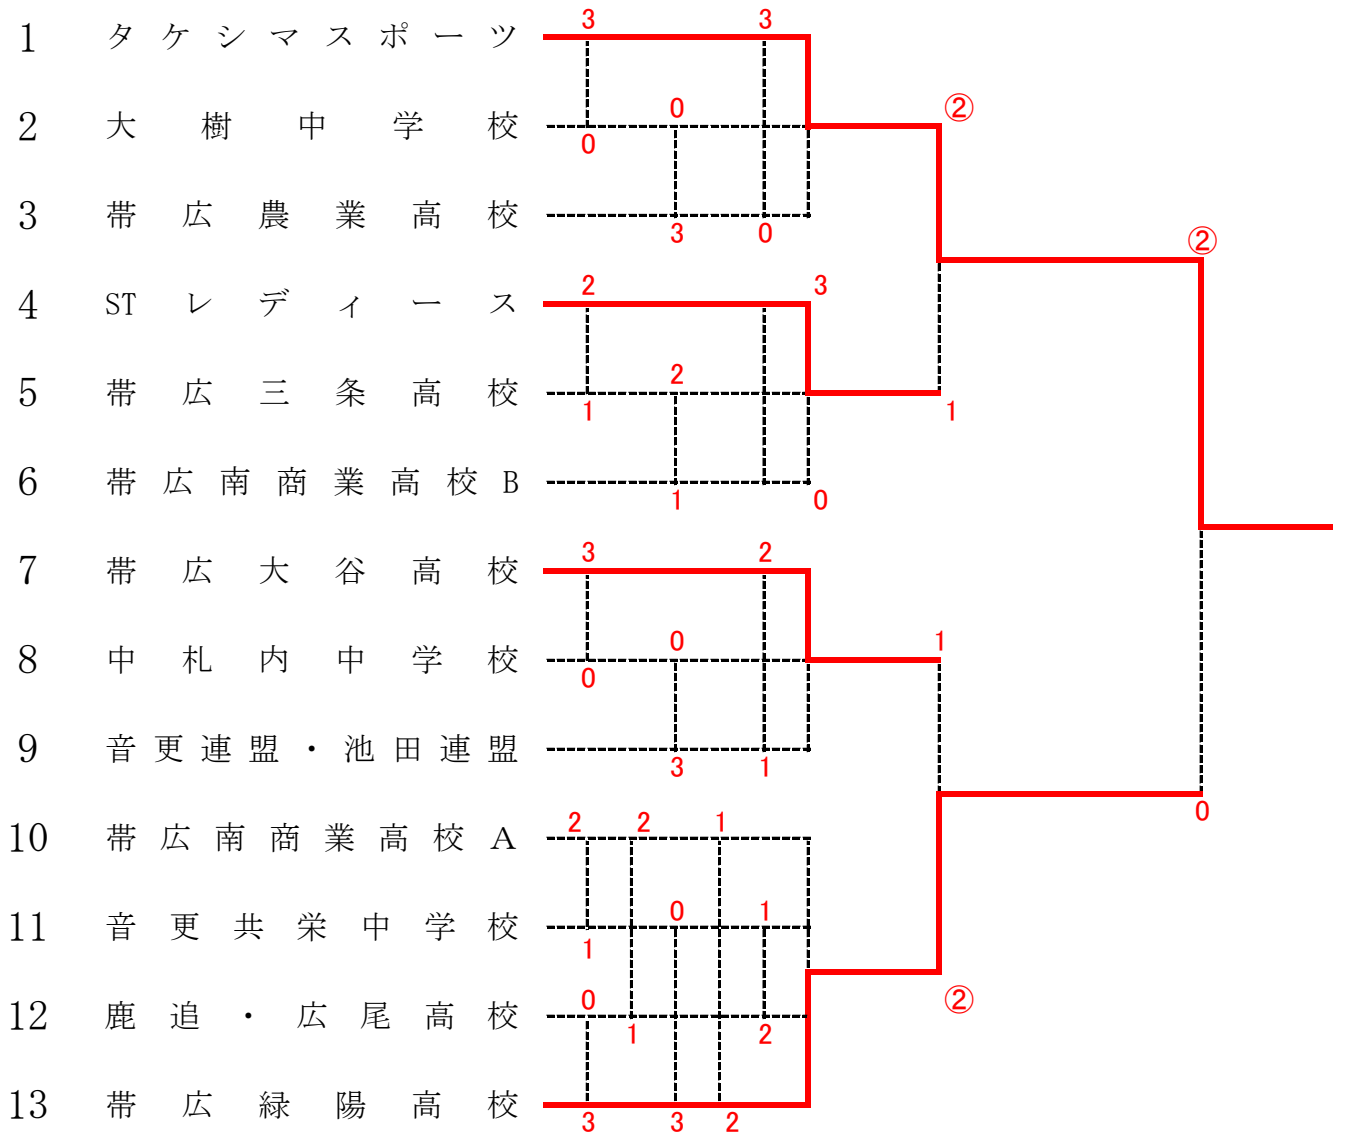 3 3
1 タケシマスポーツ
0 ②
2 大樹中学校
0
3 帯広農業高校
3 0 ②
2 3
4 STレディース
2
5 帯広三条高校
1 1
6 帯広南商業高校B
1 0
3 2
7 帯広大谷高校
0 1
8 中札内中学校
0
9 音更連盟・池田連盟
3 1
0
2 2 1
10 帯広南商業高校A
0 1
11 音更共栄中学校
1
0 ②
12 鹿追・広尾高校
1 2
13 帯広緑陽高校
3 3 2